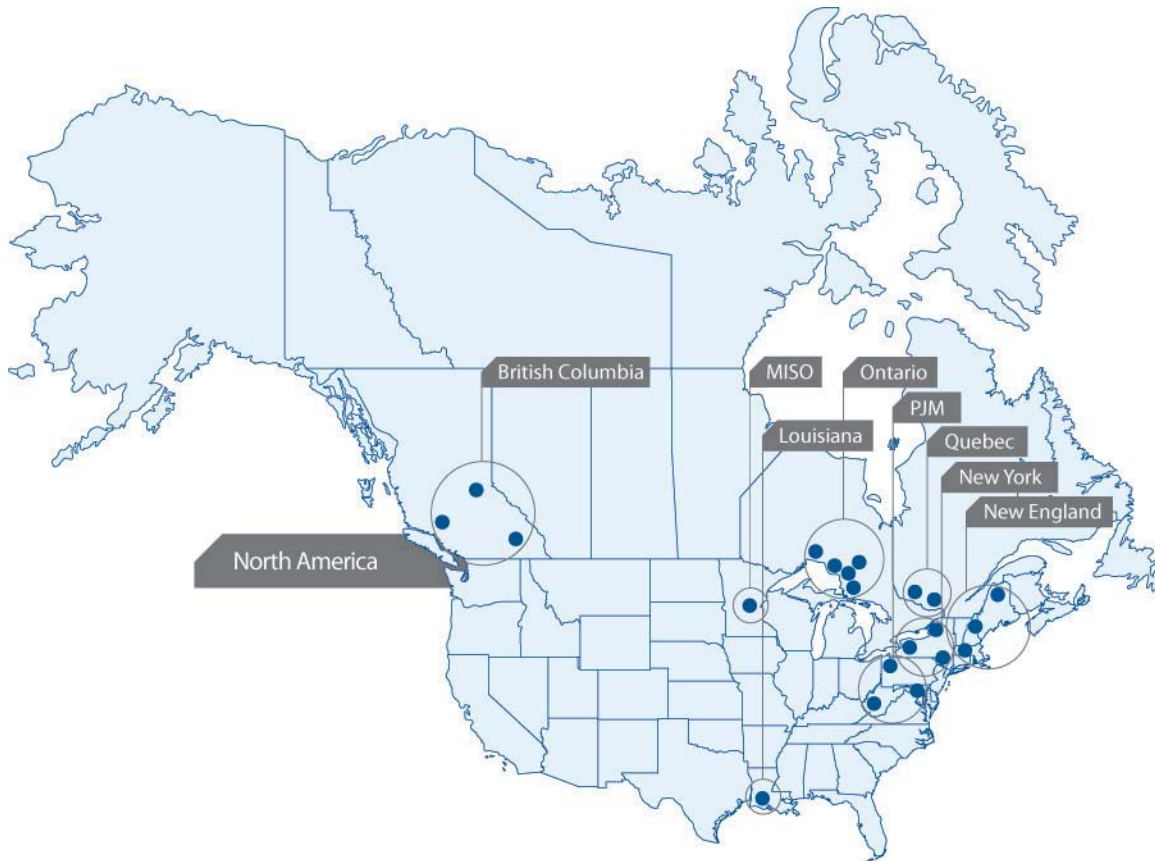 British Columbia
MISO
Ontario
PJM
Louisiana
Quebec
New York
New England
North America